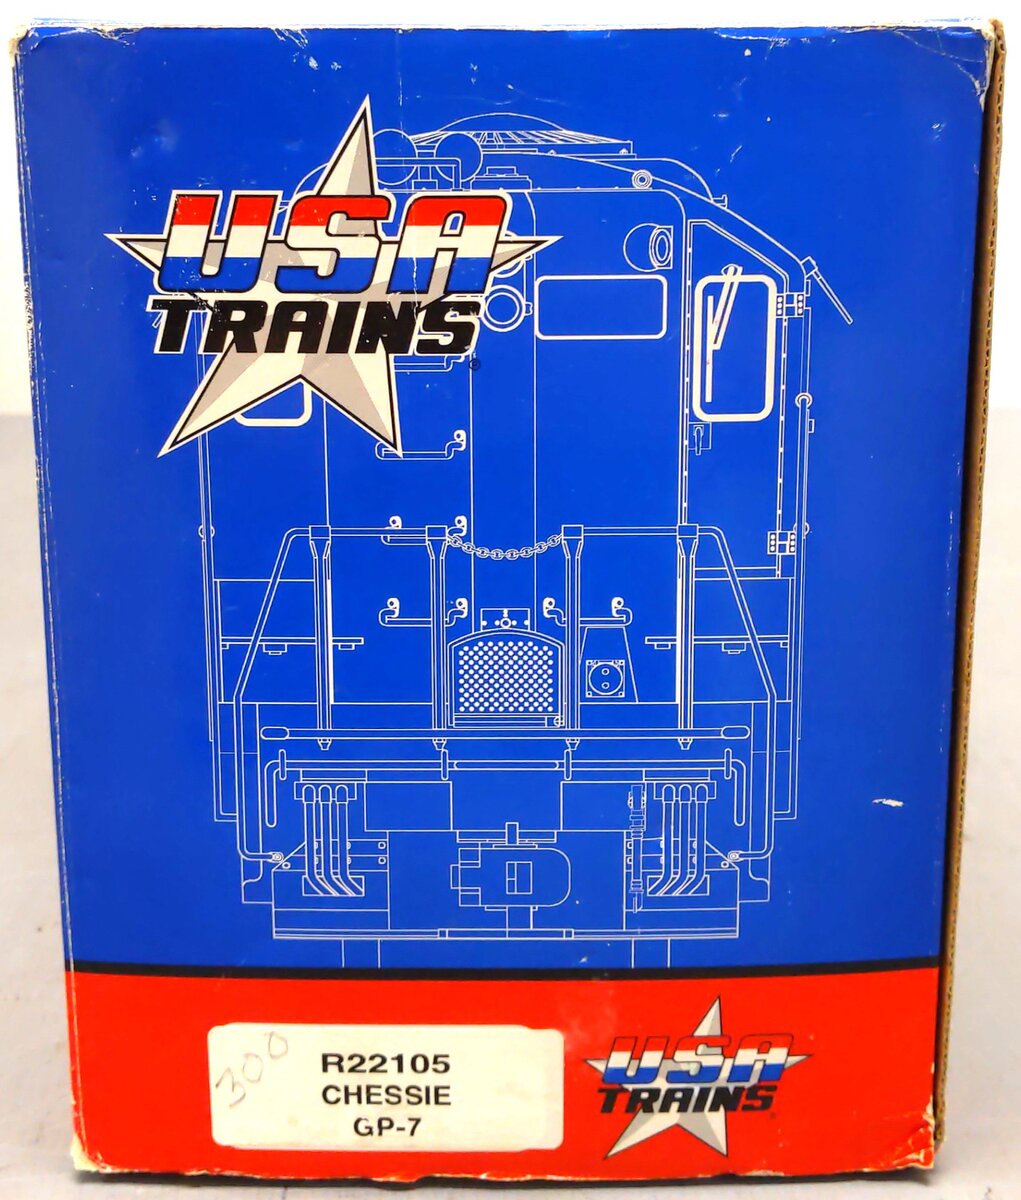 USA
TRAINS
®
300
R22105
CHESSIE
GP-7
USA
TRAINS